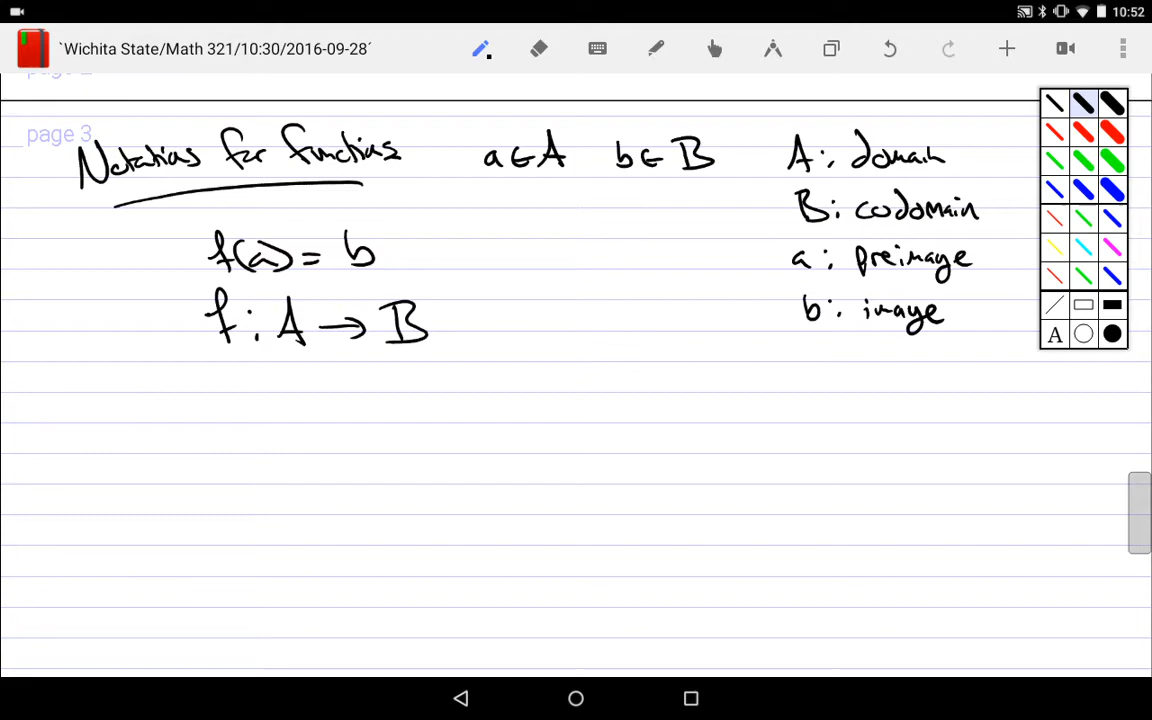 10:52
`Wichita State/Math 321/10:30/2016-09-28´
page 3
Notations for functions a ∈ A b ∈ B A: domain
B: codomain
f(a) = b
a: preimage
f: A → B
b: image
A